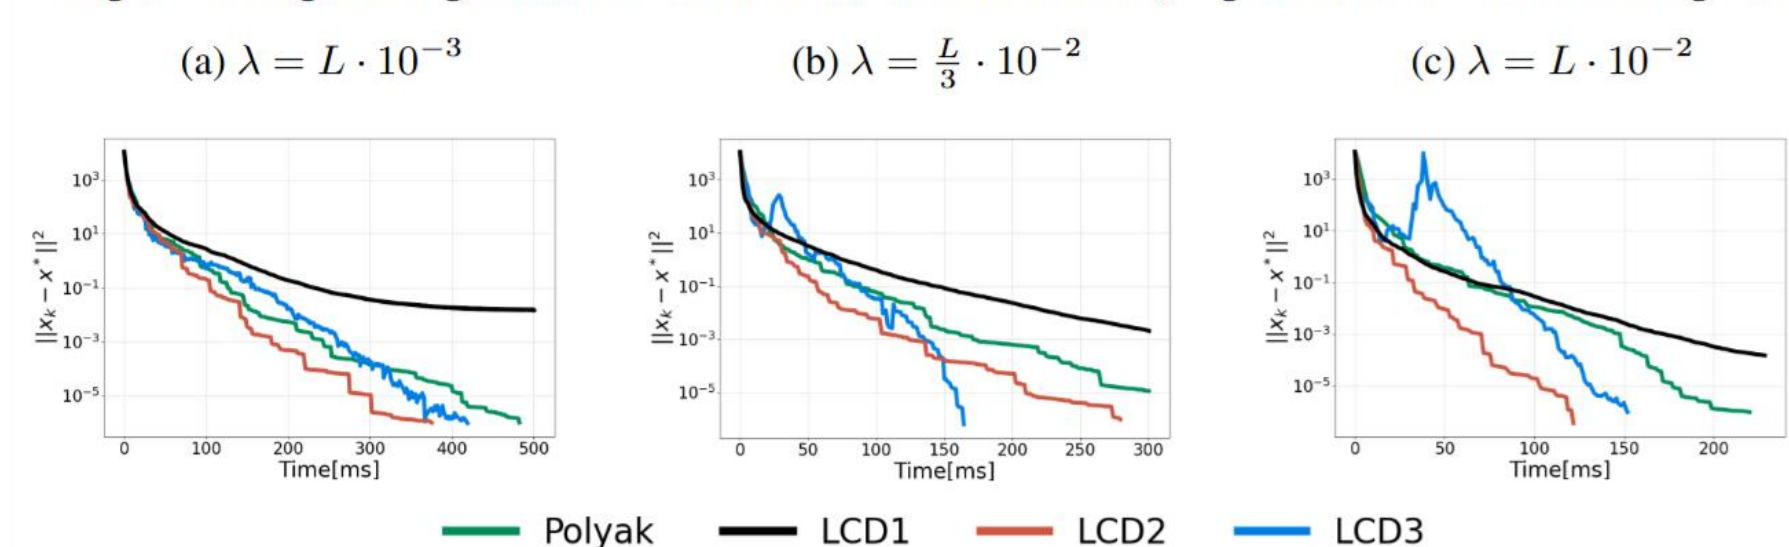 (a) λ = L · 10⁻³ (b) λ = L/3 · 10⁻² (c) λ = L · 10⁻²
10³ 10¹ 10⁻¹ 10⁻³ 10⁻⁵
||xₖ − x*||²
0 100 200 300 400 500
Time[ms]
10³ 10¹ 10⁻¹ 10⁻³ 10⁻⁵
||xₖ − x*||²
0 50 100 150 200 250 300
Time[ms]
10³ 10¹ 10⁻¹ 10⁻³ 10⁻⁵
||xₖ − x*||²
0 50 100 150 200
Time[ms]
Polyak LCD1 LCD2 LCD3